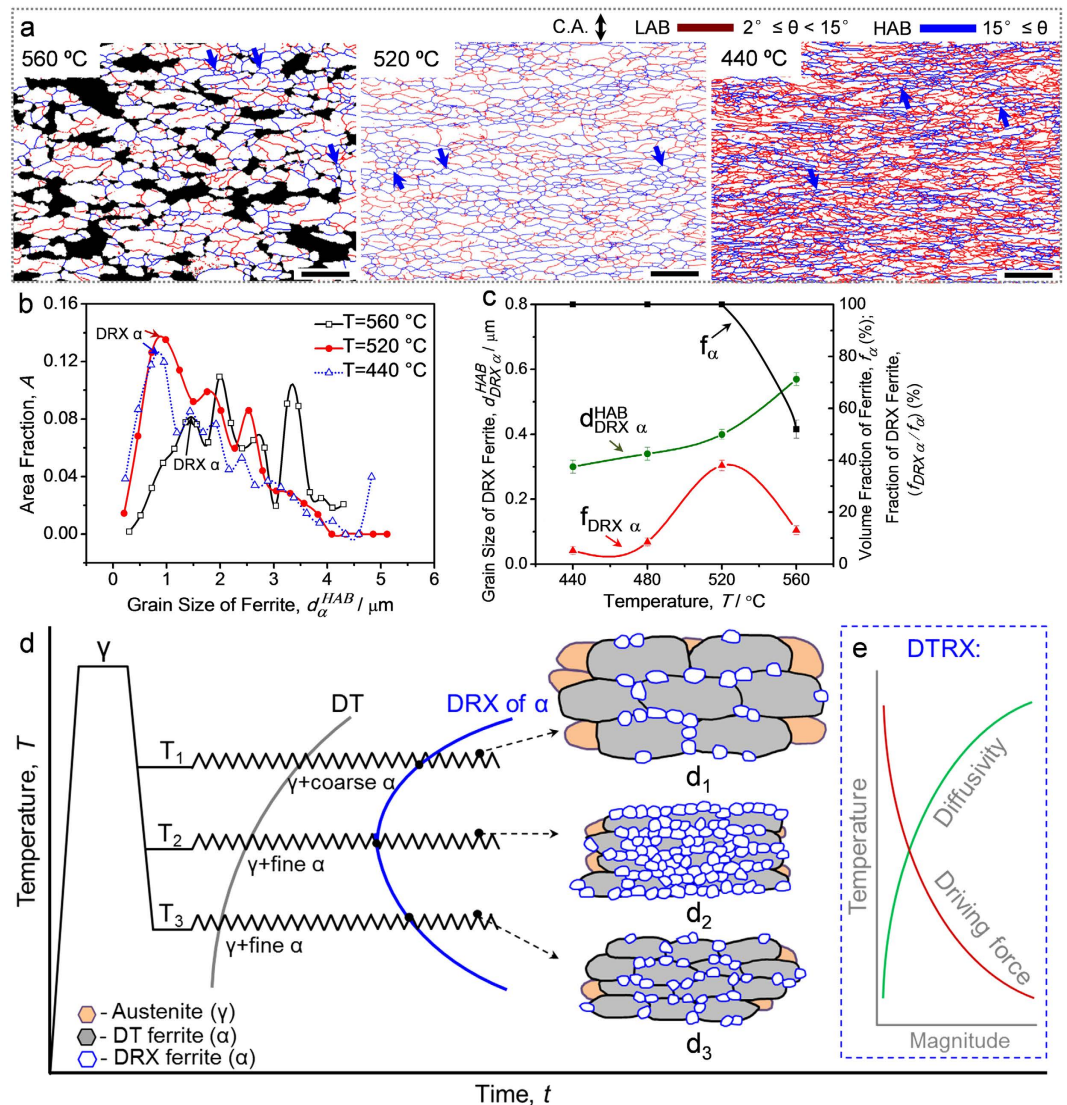 a
C.A.
LAB
2° ≤ θ < 15°
HAB
15° ≤ θ
560 ºC
520 ºC
440 ºC
b
0.16
0.12
0.08
0.04
0.00
Area Fraction, A
DRX α
DRX α
T=560 °C
T=520 °C
T=440 °C
0 1 2 3 4 5 6
Grain Size of Ferrite, d_α^HAB / μm
c
0.8
0.6
0.4
0.2
0.0
Grain Size of DRX Ferrite, d_DRX α^HAB / μm
fα
d_DRX α^HAB
f_DRX α
100
80
60
40
20
0
Volume Fraction of Ferrite, fα (%);
Fraction of DRX Ferrite,
(f_DRX α / fα) (%)
440 480 520 560
Temperature, T / °C
d
γ
Temperature, T
DT
DRX of α
T1
γ+coarse α
T2
γ+fine α
T3
γ+fine α
d1
d2
d3
- Austenite (γ)
- DT ferrite (α)
- DRX ferrite (α)
Time, t
e
DTRX:
Temperature
Diffusivity
Driving force
Magnitude